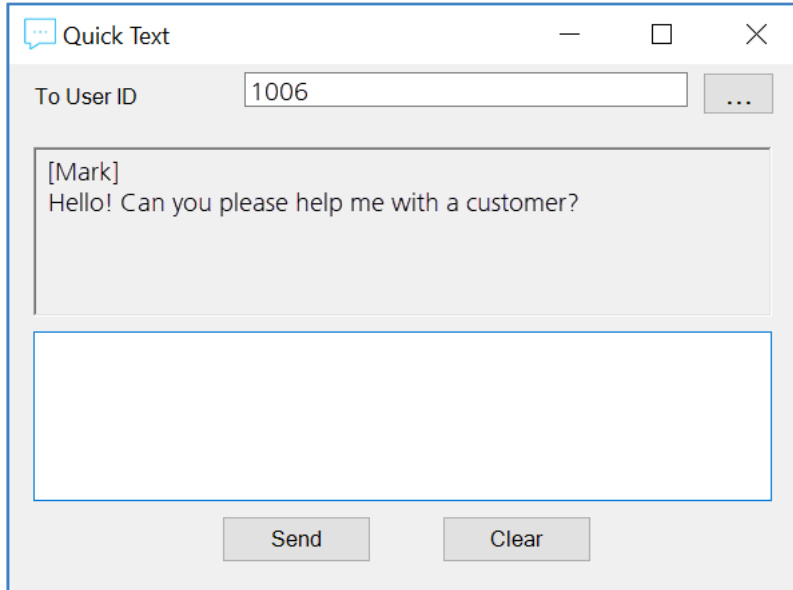 Quick Text
To User ID 1006 ...
[Mark]
Hello! Can you please help me with a customer?
Send Clear